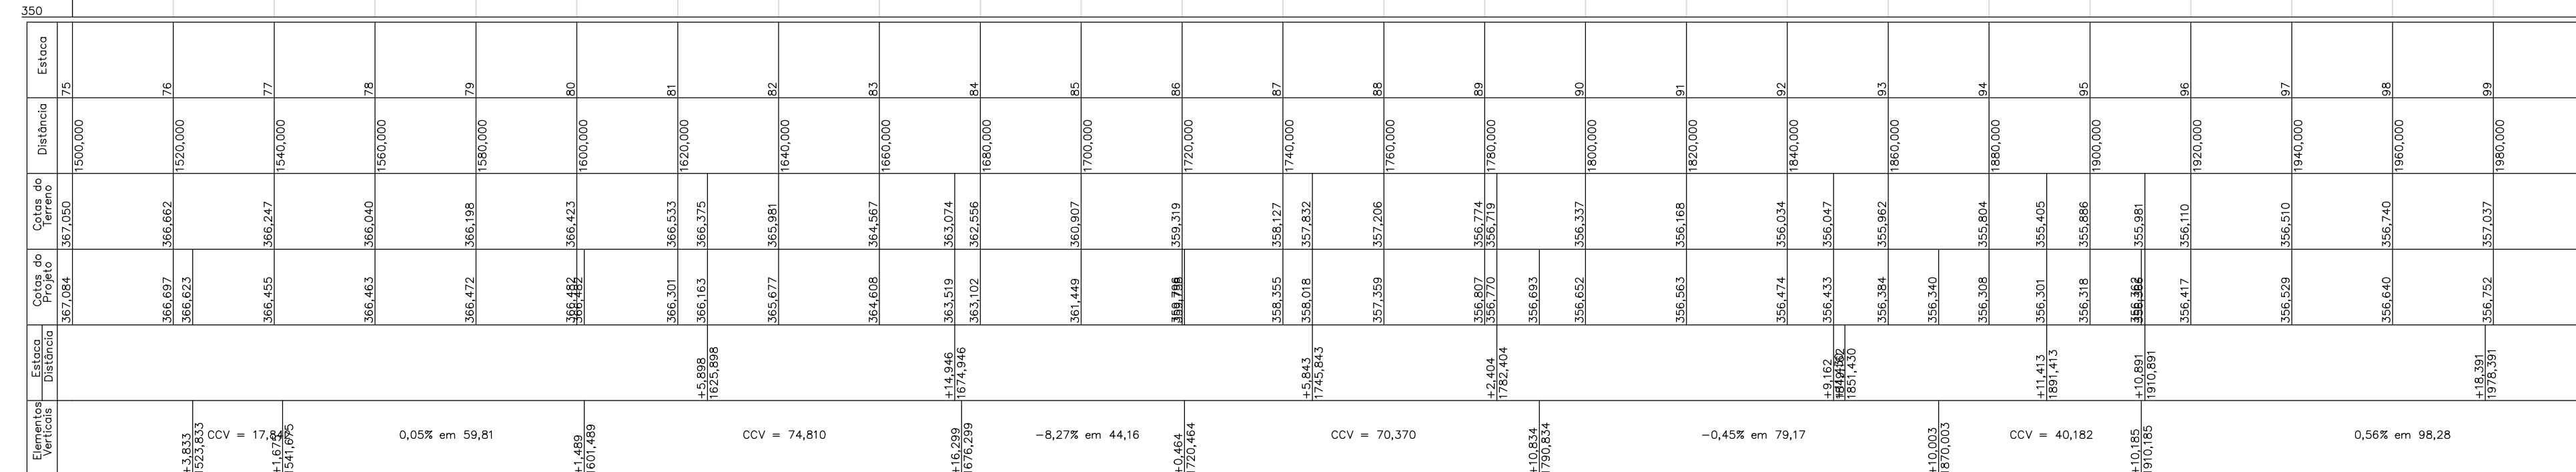 350
Estaca
75 76 77 78 79 80 81 82 83 84 85 86 87 88 89 90 91 92 93 94 95 96 97 98 99
Distância
1500,000 1520,000 1540,000 1560,000 1580,000 1600,000 1620,000 1640,000 1660,000 1680,000 1700,000 1720,000 1740,000 1760,000 1780,000 1800,000 1820,000 1840,000 1860,000 1880,000 1900,000 1920,000 1940,000 1960,000 1980,000
Cotas do
Terreno
367,050 366,662 366,247 366,040 366,198 366,423 366,533 366,375 365,981 364,567 363,074 362,556 360,907 359,319 358,127 357,832 357,206 356,774 356,719 356,337 356,168 356,034 356,047 355,962 355,804 355,405 355,886 355,981 356,110 356,510 356,740 357,037
Cotas do
Projeto
367,084 366,697 366,623 366,455 366,463 366,472 366,482 366,301 366,163 365,677 364,608 363,519 363,102 361,449 358,355 358,018 357,359 356,807 356,770 356,693 356,652 356,563 356,474 356,433 356,384 356,340 356,308 356,301 356,318 356,417 356,529 356,640 356,752
Estaca
Distância
+5,898 1625,898 +14,946 1674,946 +5,843 1745,843 +2,404 1782,404 +9,162 1851,430 +11,413 1891,413 +10,891 1910,891 +18,391 1978,391
Elementos
Verticais
+3,833 1523,833 CCV = +1,675 1541,675 0,05% em 59,81 +1,489 1601,489 CCV = 74,810 +16,299 1676,299 -8,27% em 44,16 +0,464 1720,464 CCV = 70,370 +10,834 1790,834 -0,45% em 79,17 +10,003 1870,003 CCV = 40,182 +10,185 1910,185 0,56% em 98,28